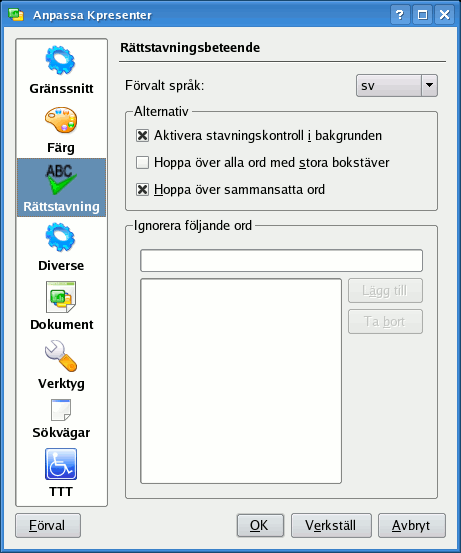 Anpassa Kpresenter
Gränssnitt
Färg
ABC
Rättstavning
Diverse
Dokument
Verktyg
Sökvägar
TTT
Rättstavningsbeteende
Förvalt språk:
sv
Alternativ
Aktivera stavningskontroll i bakgrunden
Hoppa över alla ord med stora bokstäver
Hoppa över sammansatta ord
Ignorera följande ord
Lägg till
Ta bort
Förval
OK
Verkställ
Avbryt